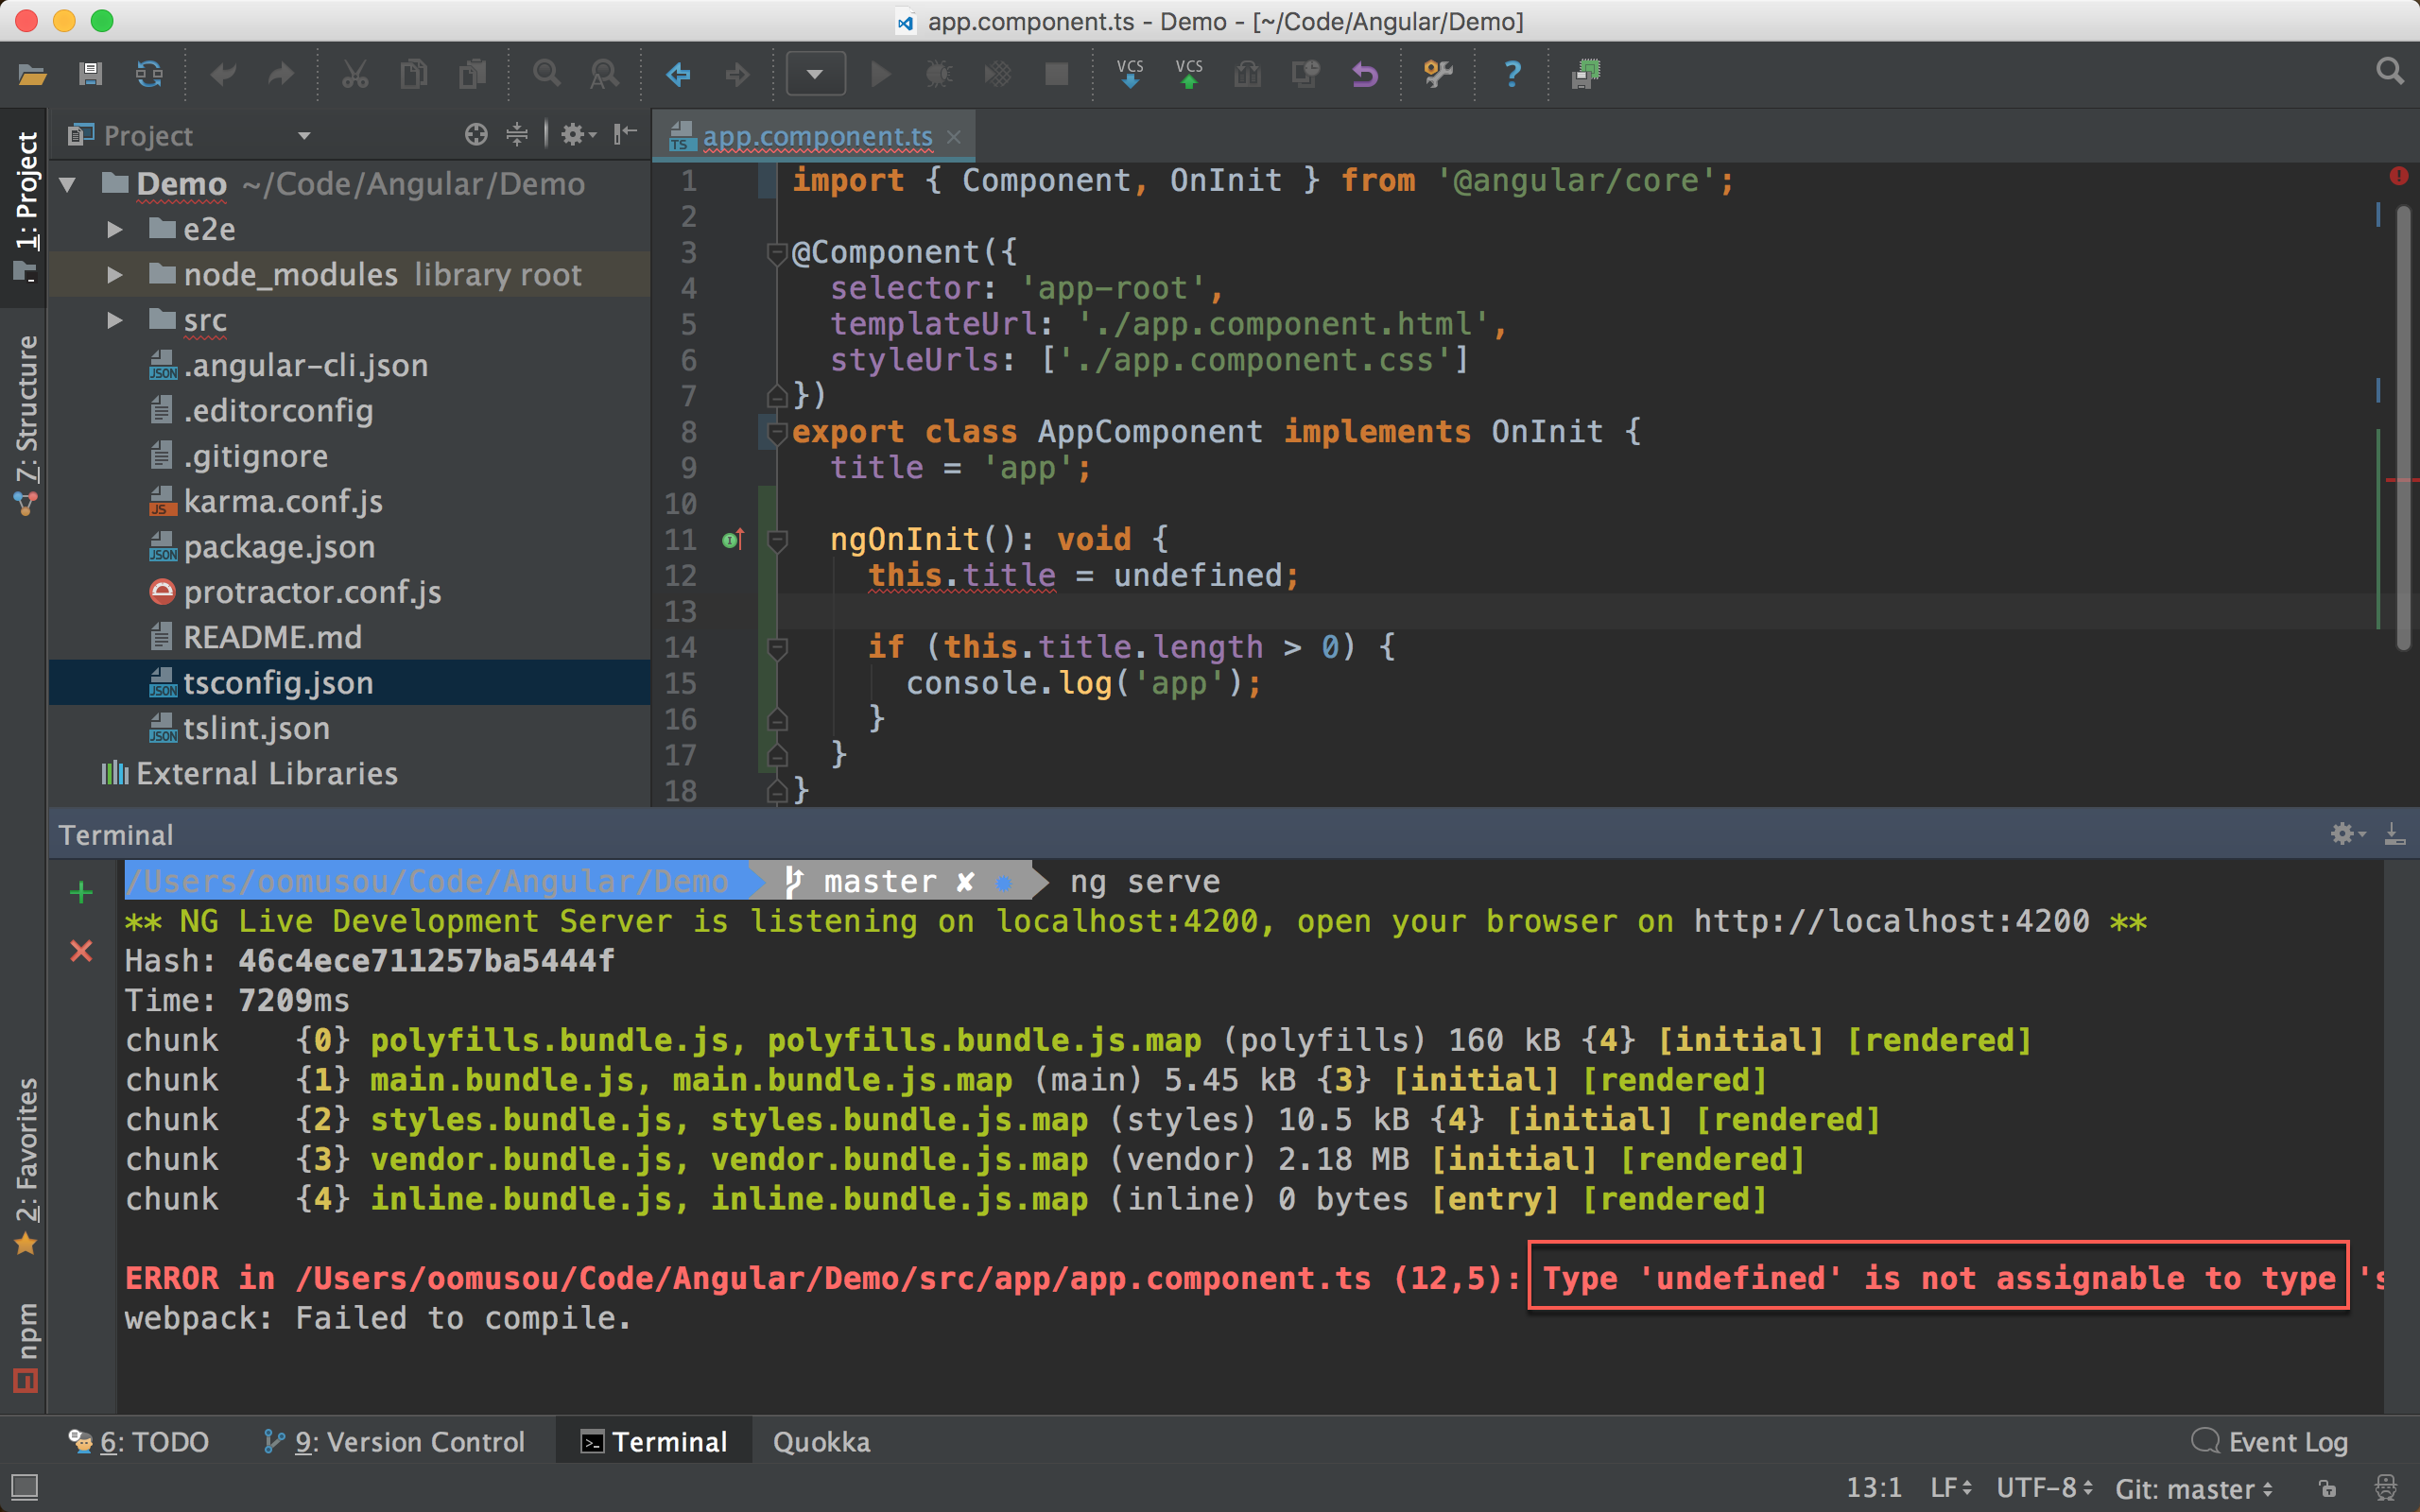 app.component.ts - Demo - [~/Code/Angular/Demo]
VCS VCS
Project
app.component.ts
1: Project
7: Structure
2: Favorites
npm
Demo ~/Code/Angular/Demo
e2e
node_modules library root
src
.angular-cli.json
.editorconfig
.gitignore
karma.conf.js
package.json
protractor.conf.js
README.md
tsconfig.json
tslint.json
External Libraries
1 import { Component, OnInit } from '@angular/core';
2
3 @Component({
4 selector: 'app-root',
5 templateUrl: './app.component.html',
6 styleUrls: ['./app.component.css']
7 })
8 export class AppComponent implements OnInit {
9 title = 'app';
10
11 ngOnInit(): void {
12 this.title = undefined;
13
14 if (this.title.length > 0) {
15 console.log('app');
16 }
17 }
18 }
Terminal
/Users/oomusou/Code/Angular/Demo master ✘ ng serve
** NG Live Development Server is listening on localhost:4200, open your browser on http://localhost:4200 **
Hash: 46c4ece711257ba5444f
Time: 7209ms
chunk {0} polyfills.bundle.js, polyfills.bundle.js.map (polyfills) 160 kB {4} [initial] [rendered]
chunk {1} main.bundle.js, main.bundle.js.map (main) 5.45 kB {3} [initial] [rendered]
chunk {2} styles.bundle.js, styles.bundle.js.map (styles) 10.5 kB {4} [initial] [rendered]
chunk {3} vendor.bundle.js, vendor.bundle.js.map (vendor) 2.18 MB [initial] [rendered]
chunk {4} inline.bundle.js, inline.bundle.js.map (inline) 0 bytes [entry] [rendered]
ERROR in /Users/oomusou/Code/Angular/Demo/src/app/app.component.ts (12,5): Type 'undefined' is not assignable to type
webpack: Failed to compile.
6: TODO
9: Version Control
Terminal
Quokka
Event Log
13:1 LF UTF-8 Git: master